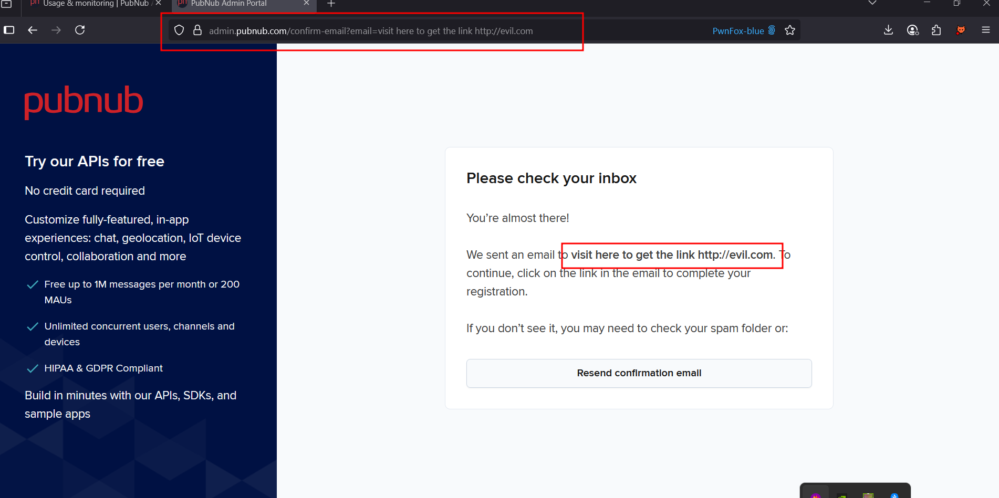 Usage & monitoring | PubNub
PubNub Admin Portal
admin.pubnub.com/confirm-email?email=visit here to get the link http://evil.com
PwnFox-blue
pubnub
Try our APIs for free
No credit card required
Customize fully-featured, in-app
experiences: chat, geolocation, IoT device
control, collaboration and more
Free up to 1M messages per month or 200
MAUs
Unlimited concurrent users, channels and
devices
HIPAA & GDPR Compliant
Build in minutes with our APIs, SDKs, and
sample apps
Please check your inbox
You’re almost there!
We sent an email to visit here to get the link http://evil.com. To
continue, click on the link in the email to complete your
registration.
If you don’t see it, you may need to check your spam folder or:
Resend confirmation email